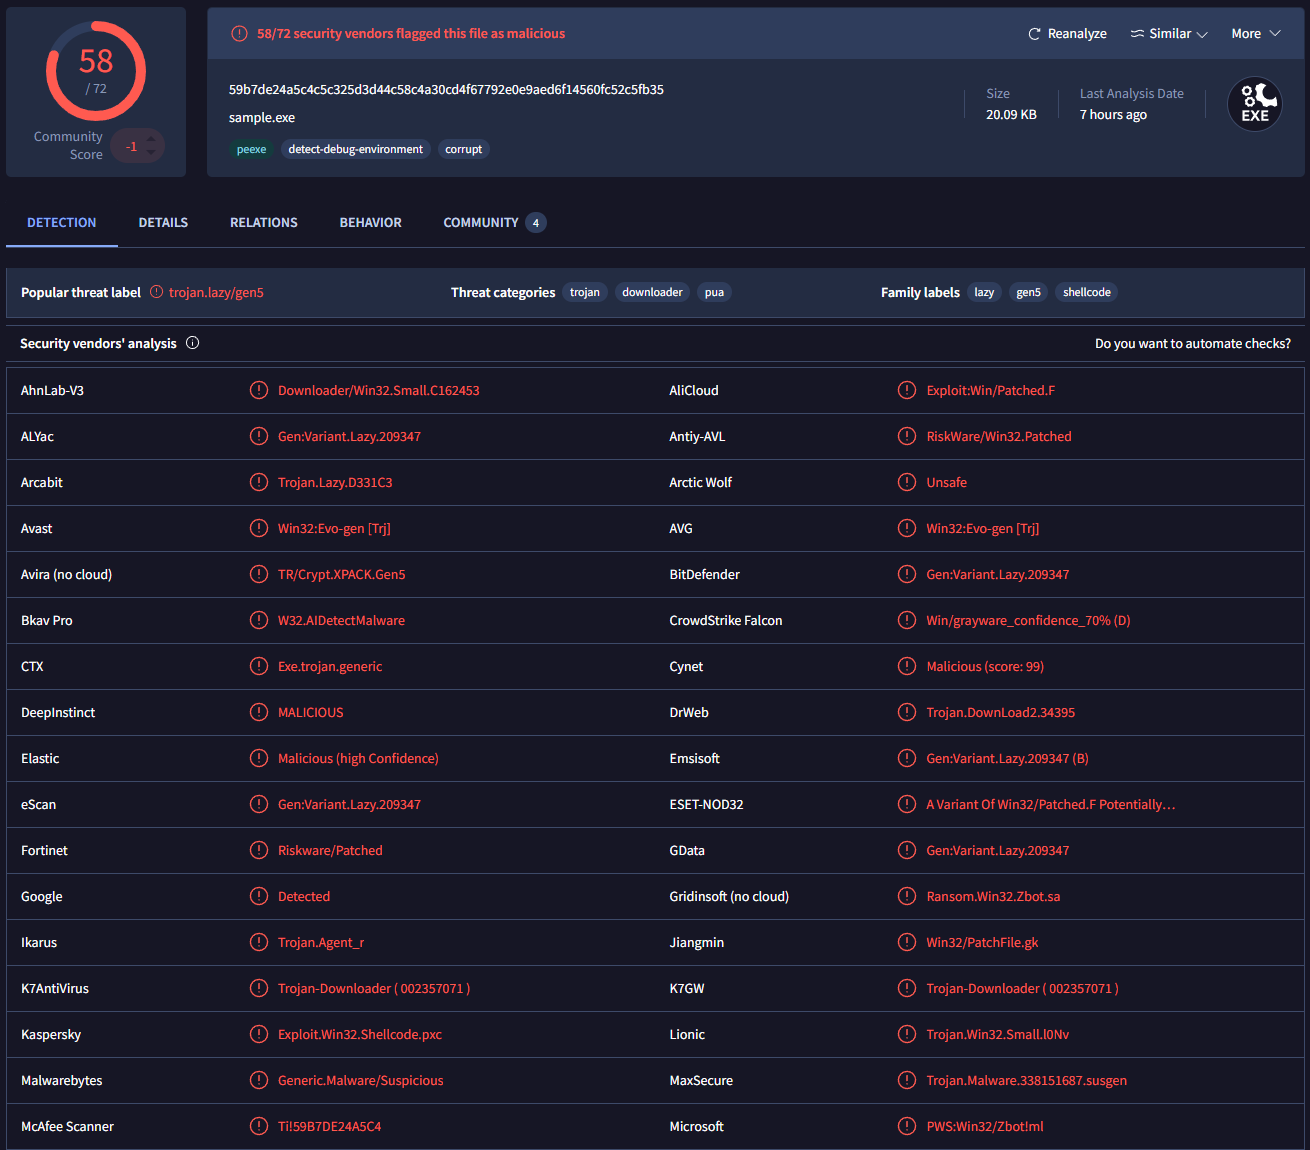 58
/ 72
Community
Score
-1
58/72 security vendors flagged this file as malicious
Reanalyze
Similar
More
59b7de24a5c4c5c325d3d44c58c4a30cd4f67792e0e9aed6f14560fc52c5fb35
sample.exe
peexe detect-debug-environment corrupt
Size
20.09 KB
Last Analysis Date
7 hours ago
EXE
DETECTION DETAILS RELATIONS BEHAVIOR COMMUNITY 4
Popular threat label trojan.lazy/gen5 Threat categories trojan downloader pua Family labels lazy gen5 shellcode
Security vendors' analysis Do you want to automate checks?
AhnLab-V3 Downloader/Win32.Small.C162453 AliCloud Exploit:Win/Patched.F
ALYac Gen:Variant.Lazy.209347 Antiy-AVL RiskWare/Win32.Patched
Arcabit Trojan.Lazy.D331C3 Arctic Wolf Unsafe
Avast Win32:Evo-gen [Trj] AVG Win32:Evo-gen [Trj]
Avira (no cloud) TR/Crypt.XPACK.Gen5 BitDefender Gen:Variant.Lazy.209347
Bkav Pro W32.AIDetectMalware CrowdStrike Falcon Win/grayware_confidence_70% (D)
CTX Exe.trojan.generic Cynet Malicious (score: 99)
DeepInstinct MALICIOUS DrWeb Trojan.DownLoad2.34395
Elastic Malicious (high Confidence) Emsisoft Gen:Variant.Lazy.209347 (B)
eScan Gen:Variant.Lazy.209347 ESET-NOD32 A Variant Of Win32/Patched.F Potentially…
Fortinet Riskware/Patched GData Gen:Variant.Lazy.209347
Google Detected Gridinsoft (no cloud) Ransom.Win32.Zbot.sa
Ikarus Trojan.Agent_r Jiangmin Win32/PatchFile.gk
K7AntiVirus Trojan-Downloader ( 002357071 ) K7GW Trojan-Downloader ( 002357071 )
Kaspersky Exploit.Win32.Shellcode.pxc Lionic Trojan.Win32.Small.l0Nv
Malwarebytes Generic.Malware/Suspicious MaxSecure Trojan.Malware.338151687.susgen
McAfee Scanner Ti!59B7DE24A5C4 Microsoft PWS:Win32/Zbot!ml